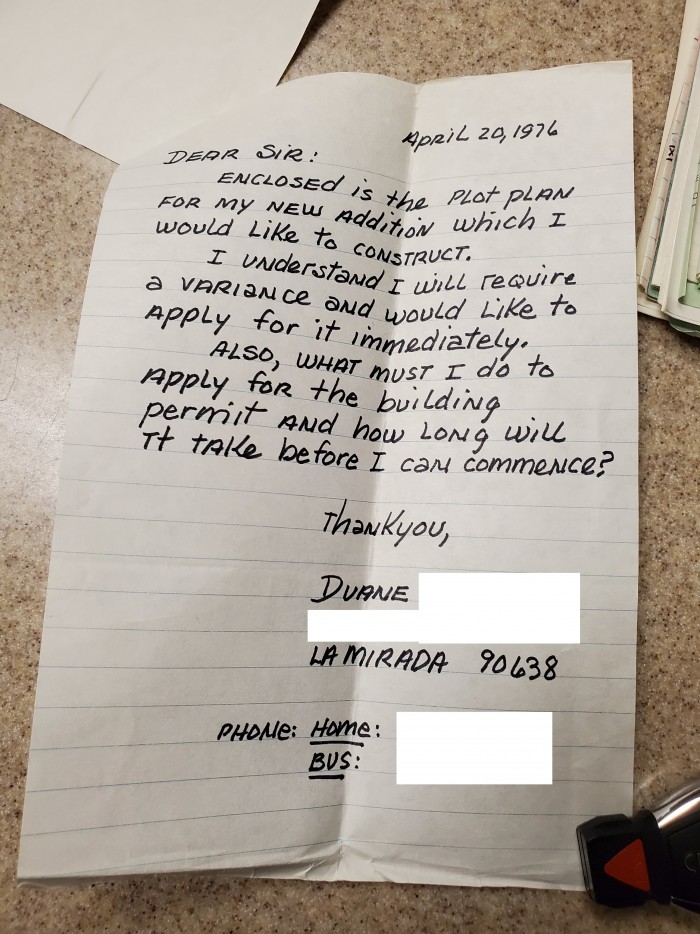 April 20, 1976
DEAR SIR:
ENCLOSED is the PLOT PLAN
FOR MY NEW Addition which I
would Like to CONSTRUCT.
I understand I will require
a VARIANCE and would Like to
APPLY for it immediately.
ALSO, WHAT MUST I do to
APPLY FOR the building
permit AND how LONG will
It take before I can commence?
Thankyou,
DUANE
LA MIRADA 90638
PHONE: HOME:
BUS: